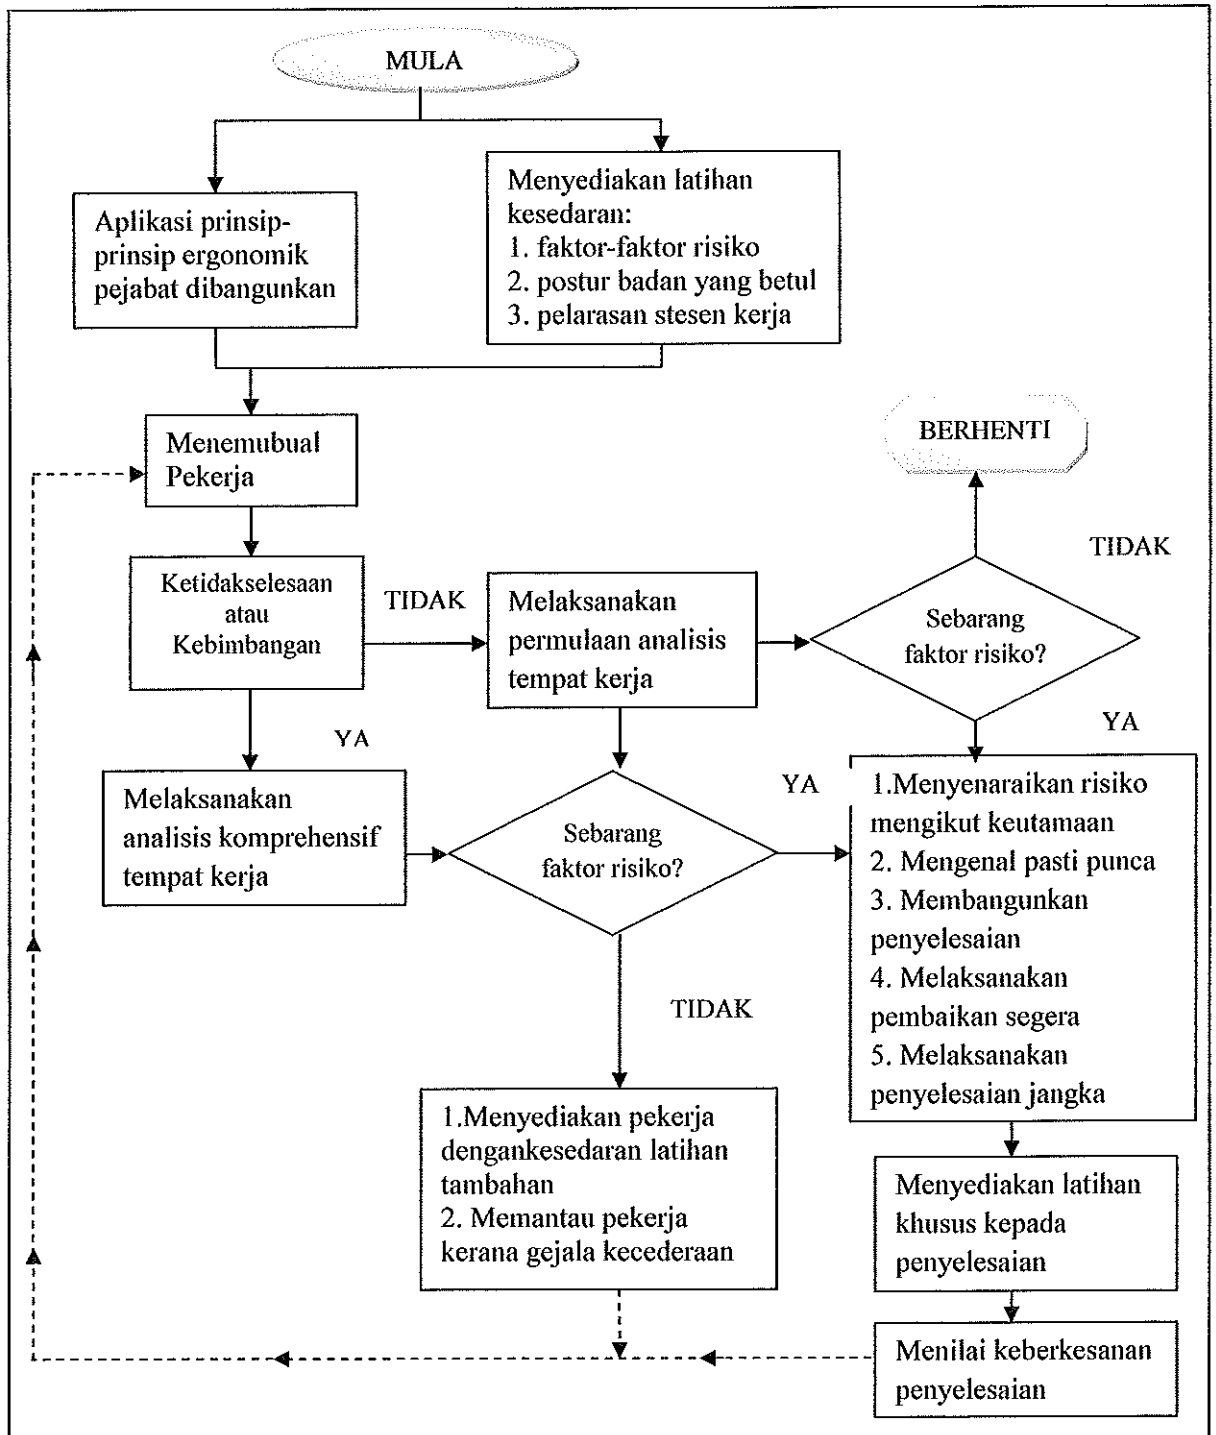 MULA
Aplikasi prinsip-
prinsip ergonomik
pejabat dibangunkan
Menyediakan latihan
kesedaran:
1. faktor-faktor risiko
2. postur badan yang betul
3. pelarasan stesen kerja
Menemubual
Pekerja
BERHENTI
Ketidakselesaan
atau
Kebimbangan
TIDAK
Melaksanakan
permulaan analisis
tempat kerja
Sebarang
faktor risiko?
TIDAK
YA
YA
Melaksanakan
analisis komprehensif
tempat kerja
Sebarang
faktor risiko?
YA
1.Menyenaraikan risiko
mengikut keutamaan
2. Mengenal pasti punca
3. Membangunkan
penyelesaian
4. Melaksanakan
pembaikan segera
5. Melaksanakan
penyelesaian jangka
TIDAK
1.Menyediakan pekerja
dengankesedaran latihan
tambahan
2. Memantau pekerja
kerana gejala kecederaan
Menyediakan latihan
khusus kepada
penyelesaian
Menilai keberkesanan
penyelesaian